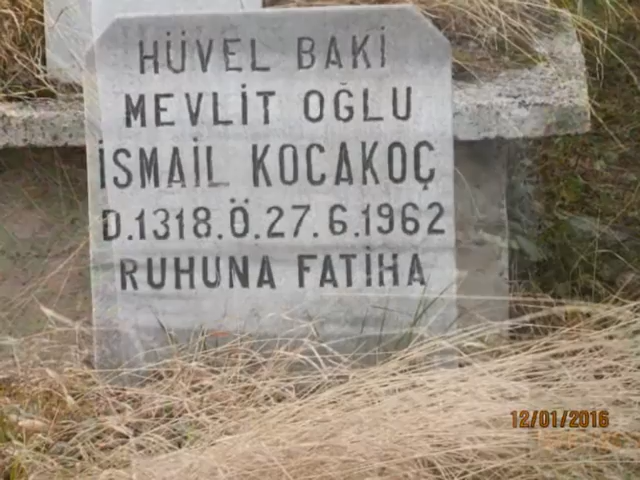 HÜVEL BAKİ
MEVLİT OĞLU
İSMAİL KOCAKOÇ
D.1318.Ö.27.6.1962
RUHUNA FATİHA
12/01/2016